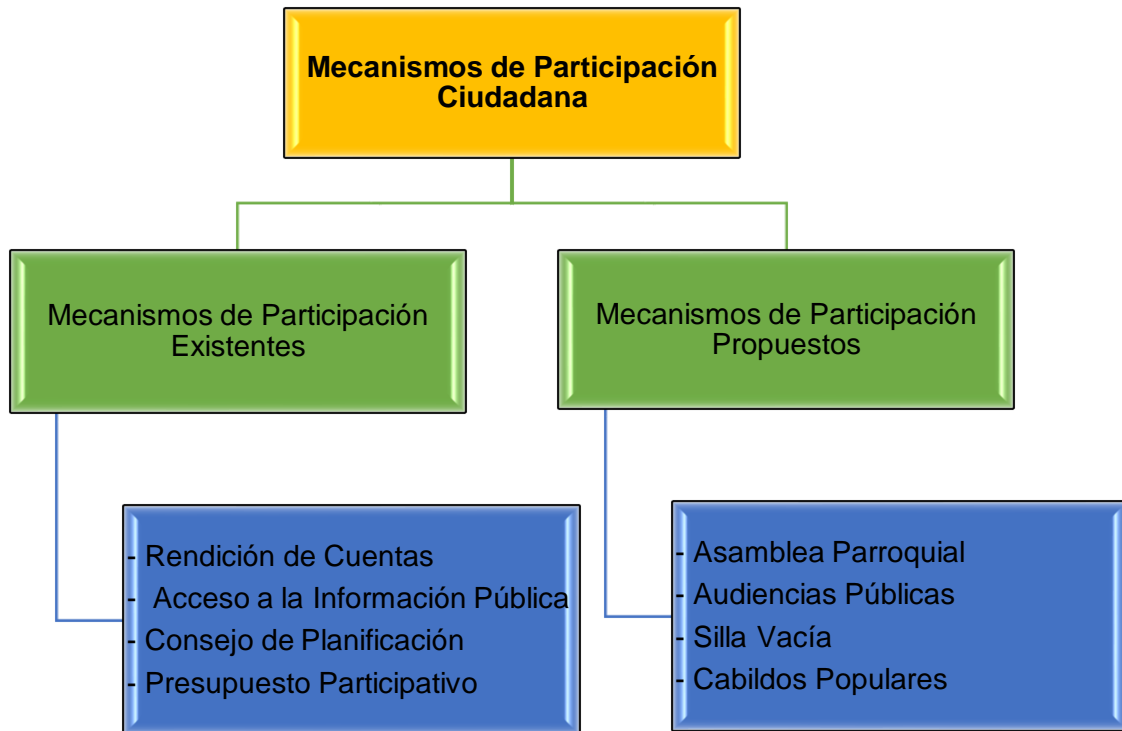 Mecanismos de Participación
Ciudadana
Mecanismos de Participación
Existentes
Mecanismos de Participación
Propuestos
- Rendición de Cuentas
- Acceso a la Información Pública
- Consejo de Planificación
- Presupuesto Participativo
- Asamblea Parroquial
- Audiencias Públicas
- Silla Vacía
- Cabildos Populares